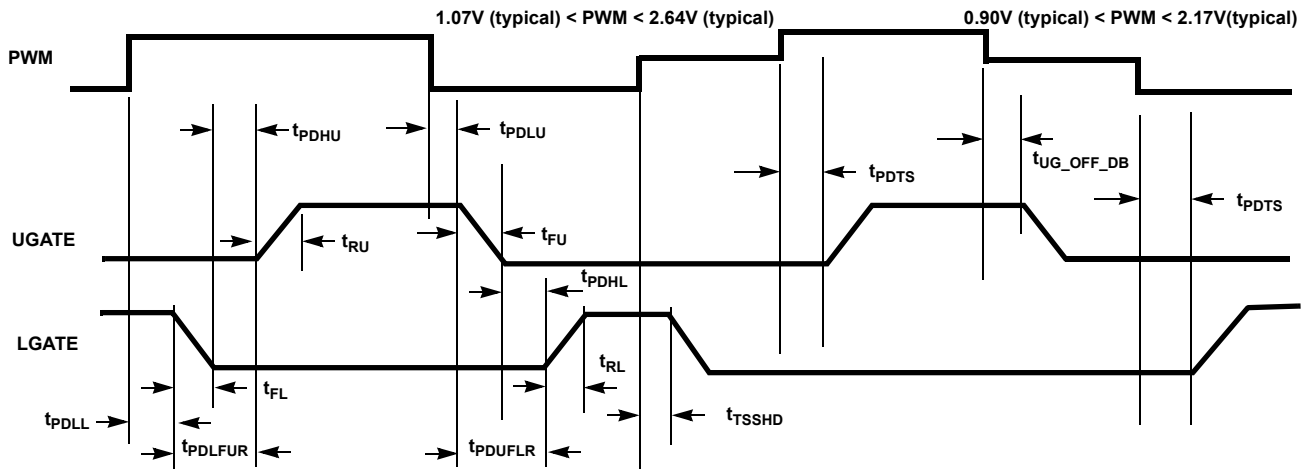 1.07V (typical) < PWM < 2.64V (typical)
0.90V (typical) < PWM < 2.17V(typical)
PWM
tPDHU
tPDLU
tPDTS
tUG_OFF_DB
tPDTS
UGATE
tRU
tFU
tPDHL
LGATE
tFL
tRL
tPDLL
tTSSHD
tPDLFUR
tPDUFLR